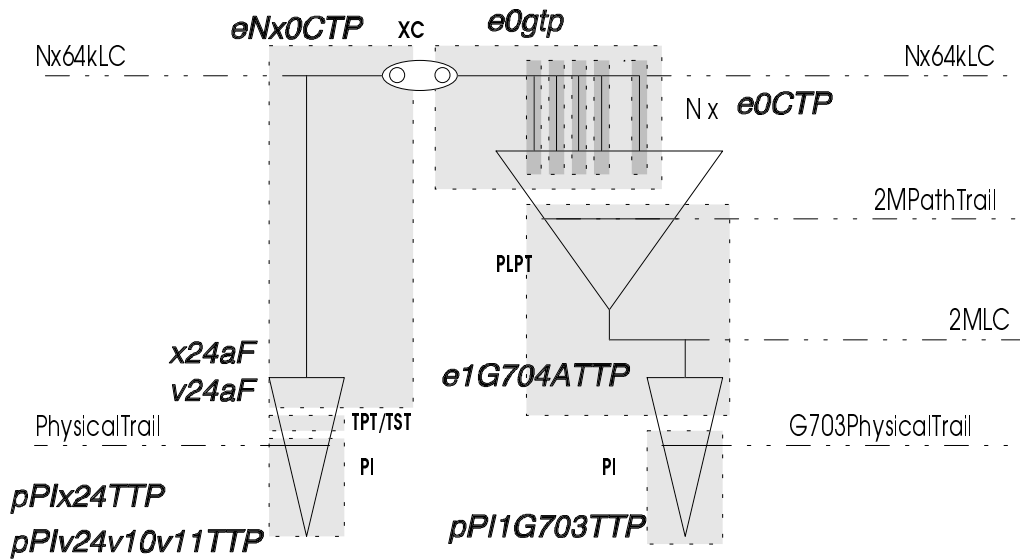 eNx0CTP XC e0gtp
Nx64kLC Nx64kLC
N x e0CTP
2MPathTrail
PLPT
2MLC
x24aF
v24aF e1G704ATTP
PhysicalTrail TPT/TST G703PhysicalTrail
PI PI
pPIx24TTP
pPIv24v10v11TTP pPI1G703TTP